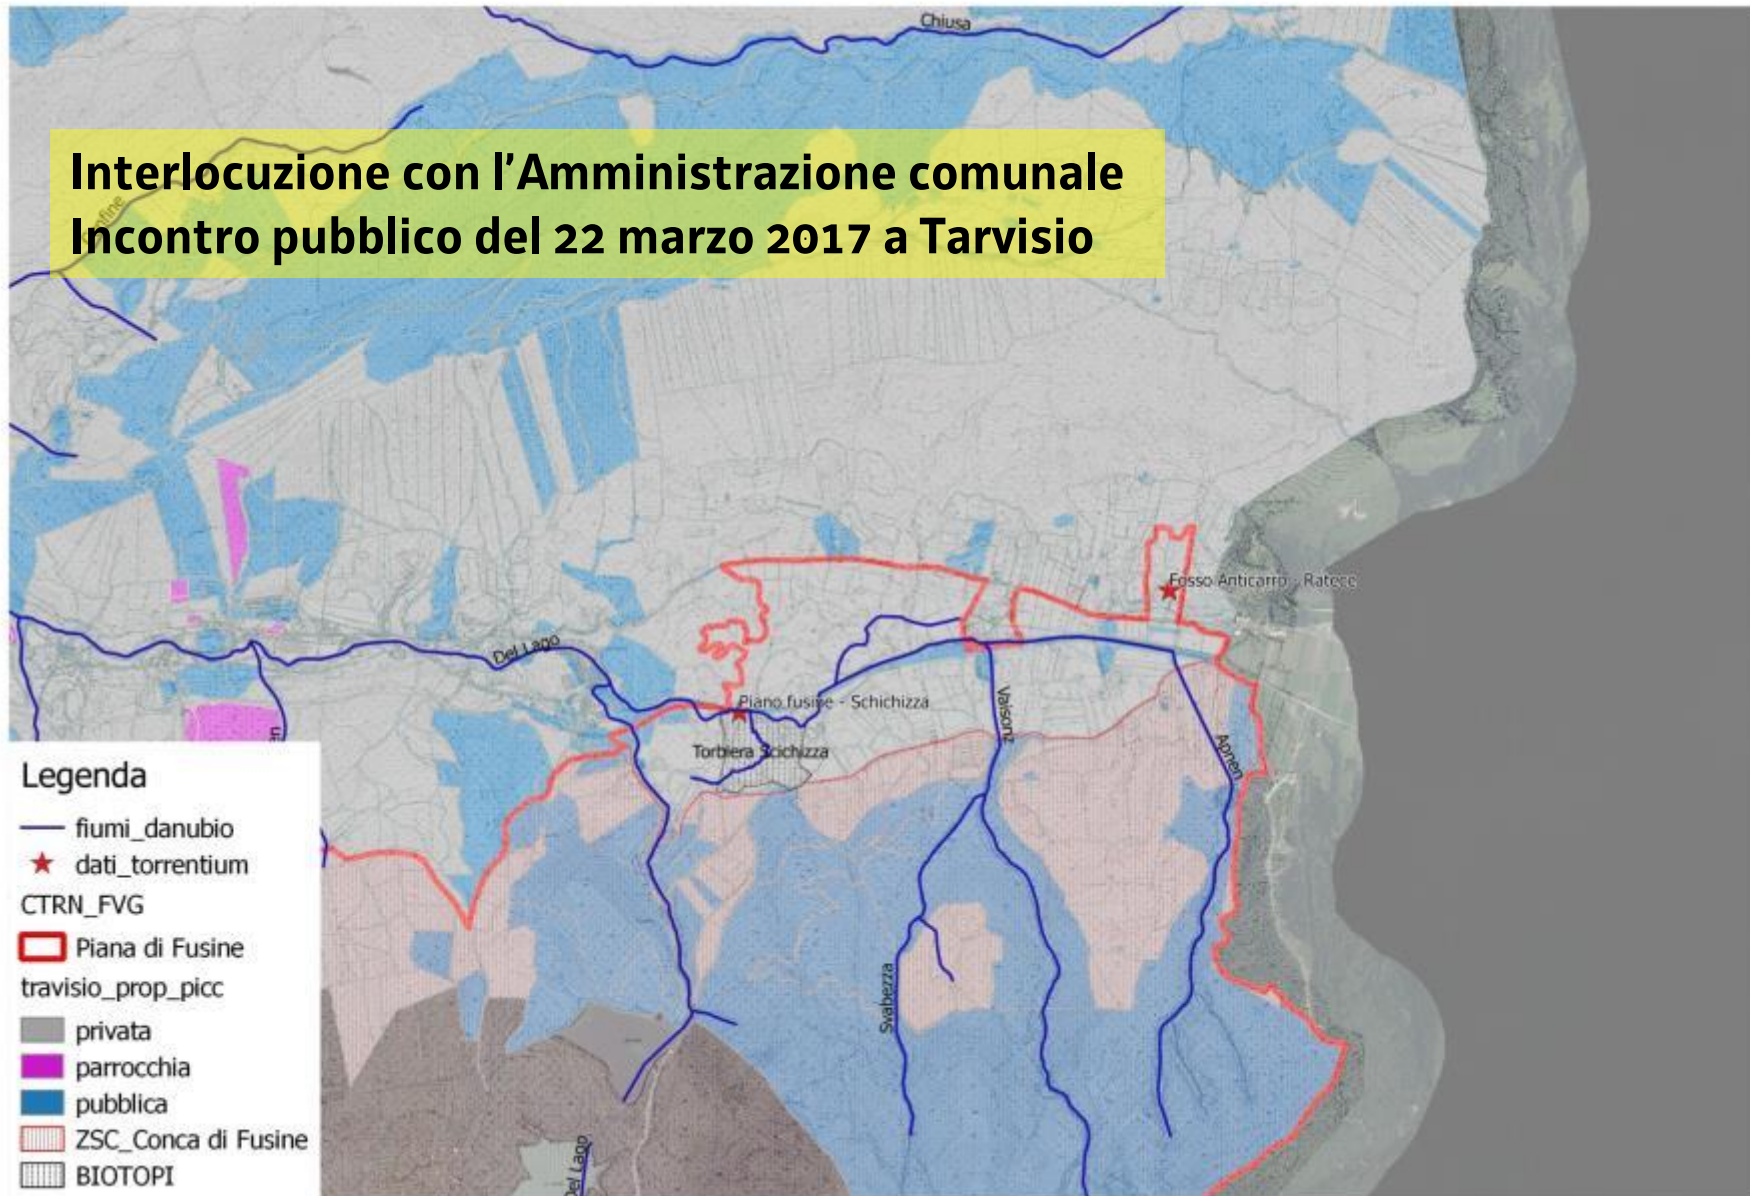 Chiusa
Interlocuzione con l'Amministrazione comunale
Incontro pubblico del 22 marzo 2017 a Tarvisio
Fosso Anticarro - Ratece
Del Lago
Piano fusine - Schichizza
Vaisonz
Torbiera Scichizza
Apnen
Svabezza
Del Lago
Legenda
fiumi_danubio
dati_torrentium
CTRN_FVG
Piana di Fusine
travisio_prop_picc
privata
parrocchia
pubblica
ZSC_Conca di Fusine
BIOTOPI